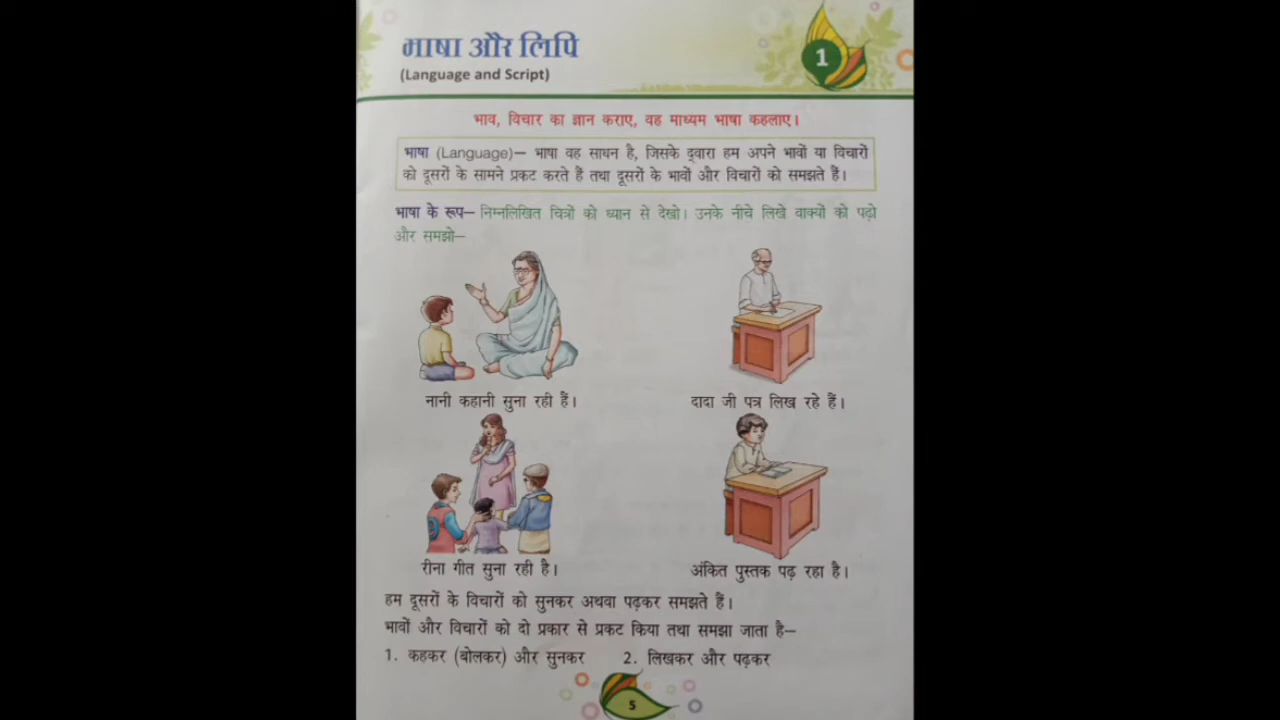 भाषा और लिपि
(Language and Script)
1
भाव, विचार का ज्ञान कराए, वह माध्यम भाषा कहलाए।
भाषा (Language)– भाषा वह साधन है, जिसके द्‌वारा हम अपने भावों या विचारों
को दूसरों के सामने प्रकट करते हैं तथा दूसरों के भावों और विचारों को समझते हैं।
भाषा के रूप– निम्नलिखित चित्रों को ध्यान से देखो। उनके नीचे लिखे वाक्यों को पढ़ो
और समझो–
नानी कहानी सुना रही हैं।
दादा जी पत्र लिख रहे हैं।
रीना गीत सुना रही है।
अंकित पुस्तक पढ़ रहा है।
हम दूसरों के विचारों को सुनकर अथवा पढ़कर समझते हैं।
भावों और विचारों को दो प्रकार से प्रकट किया तथा समझा जाता है–
1. कहकर (बोलकर) और सुनकर 2. लिखकर और पढ़कर
5